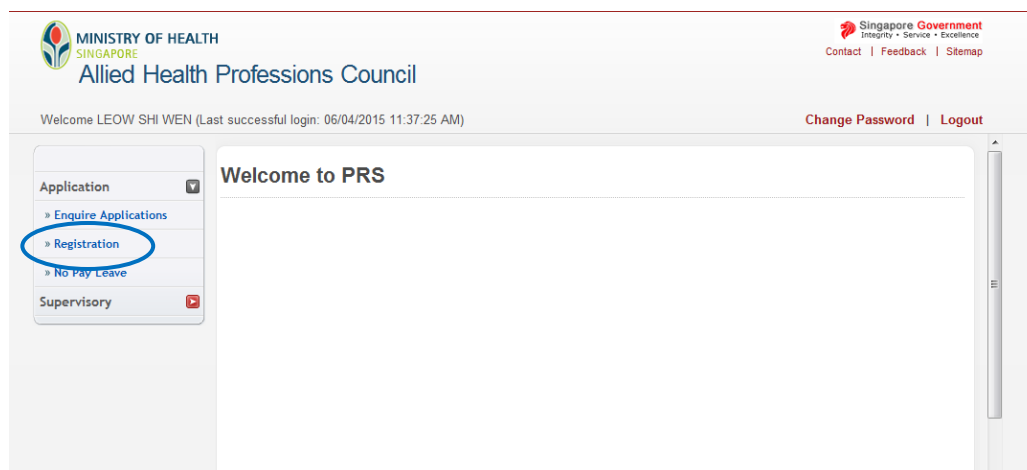 MINISTRY OF HEALTH
SINGAPORE
Allied Health Professions Council
Singapore Government
Integrity • Service • Excellence
Contact | Feedback | Sitemap
Welcome LEOW SHI WEN (Last successful login: 06/04/2015 11:37:25 AM)
Change Password | Logout
Application
» Enquire Applications
» Registration
» No Pay Leave
Supervisory
Welcome to PRS